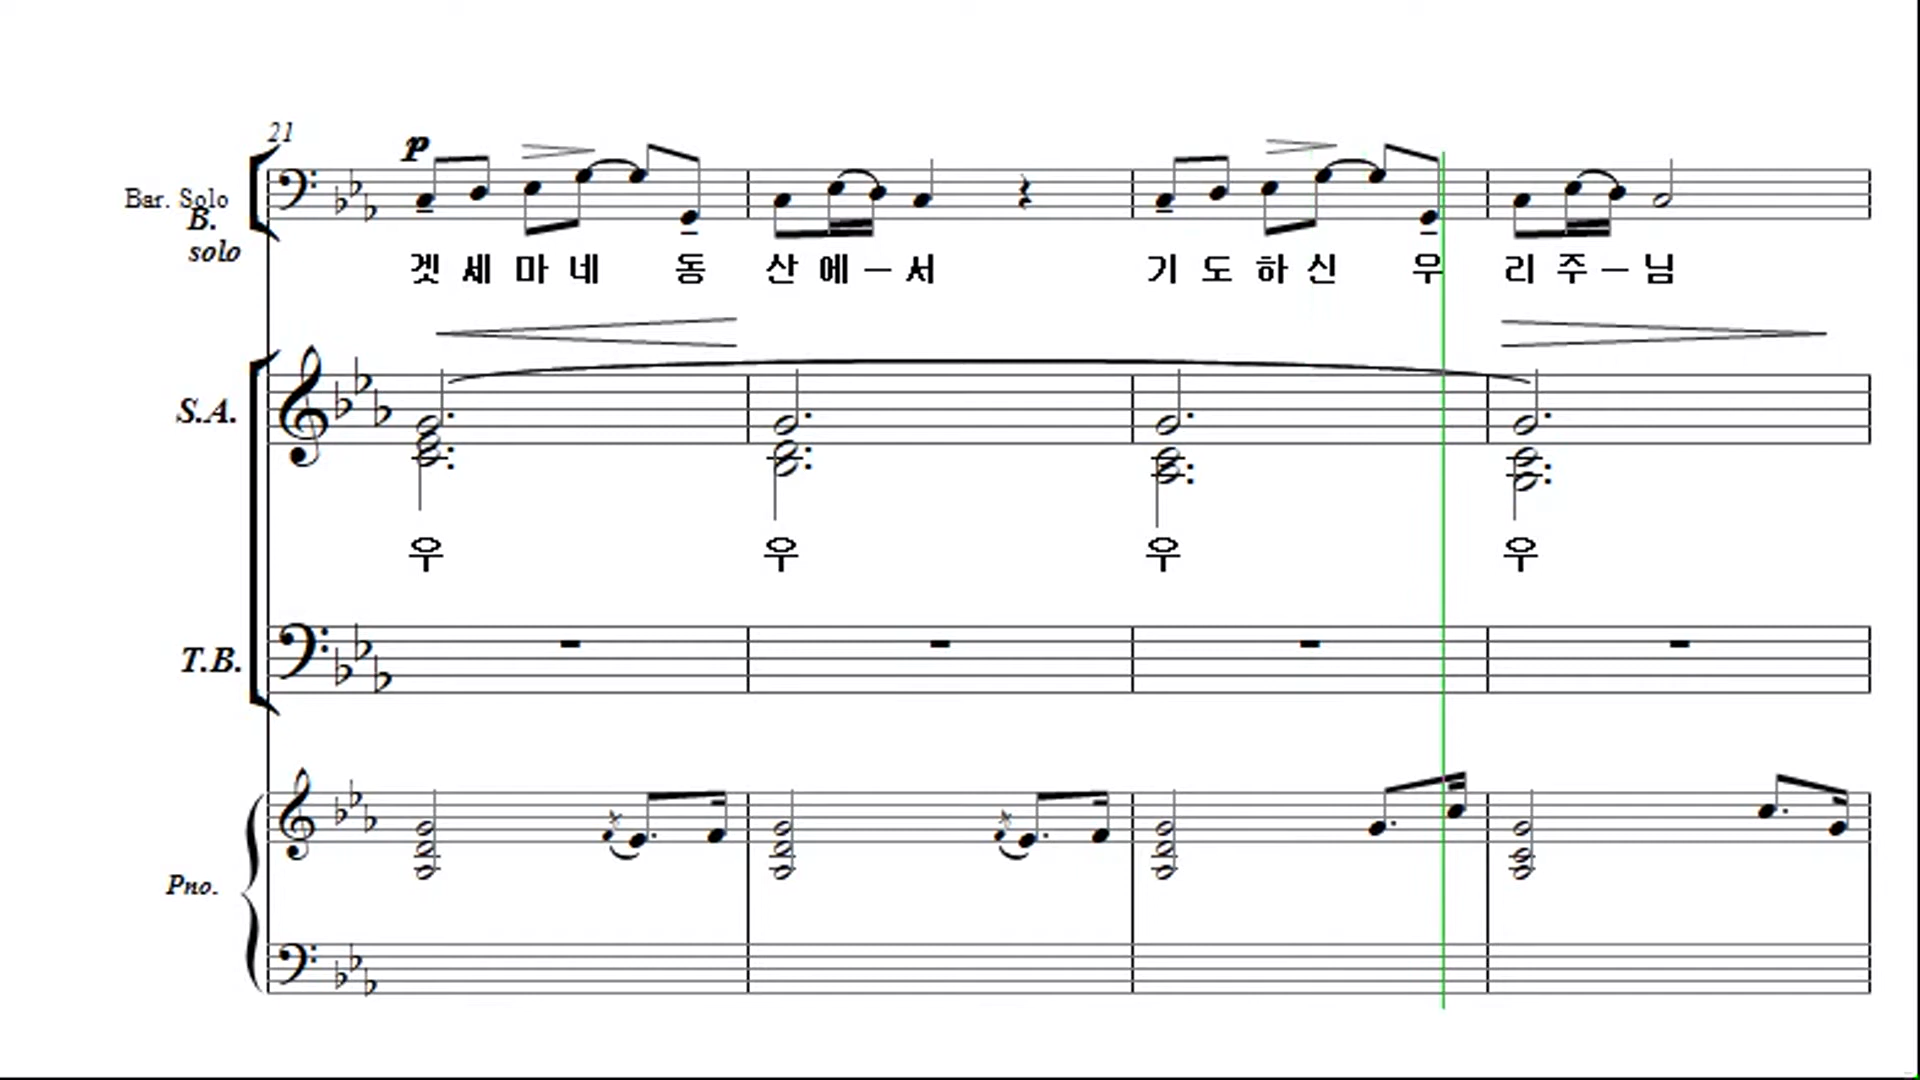 21
p
Bar. Solo
B.
solo
겟 세 마 네 동 산 에 － 서 기 도 하 신 우 리 주 － 님
S.A.
우 우 우 우
T.B.
Pno.